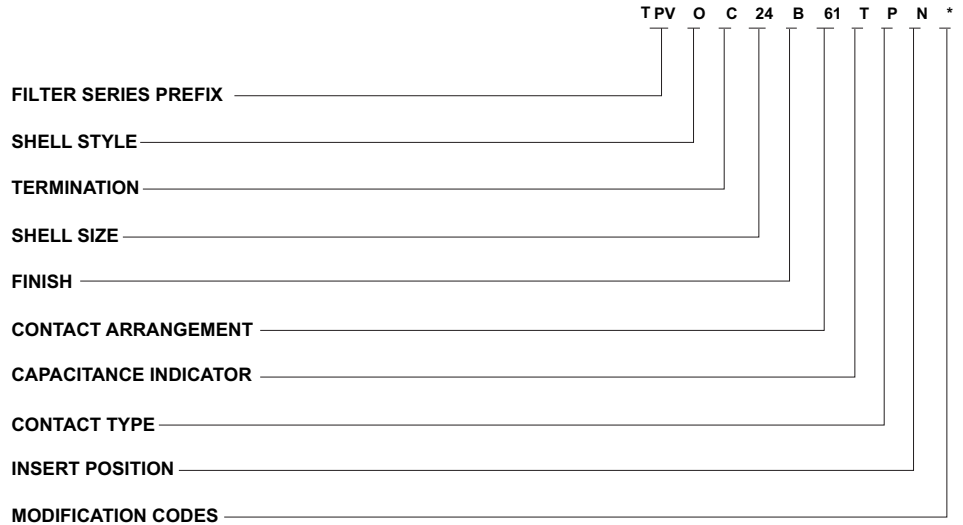 T PV O C 24 B 61 T P N *
FILTER SERIES PREFIX
SHELL STYLE
TERMINATION
SHELL SIZE
FINISH
CONTACT ARRANGEMENT
CAPACITANCE INDICATOR
CONTACT TYPE
INSERT POSITION
MODIFICATION CODES